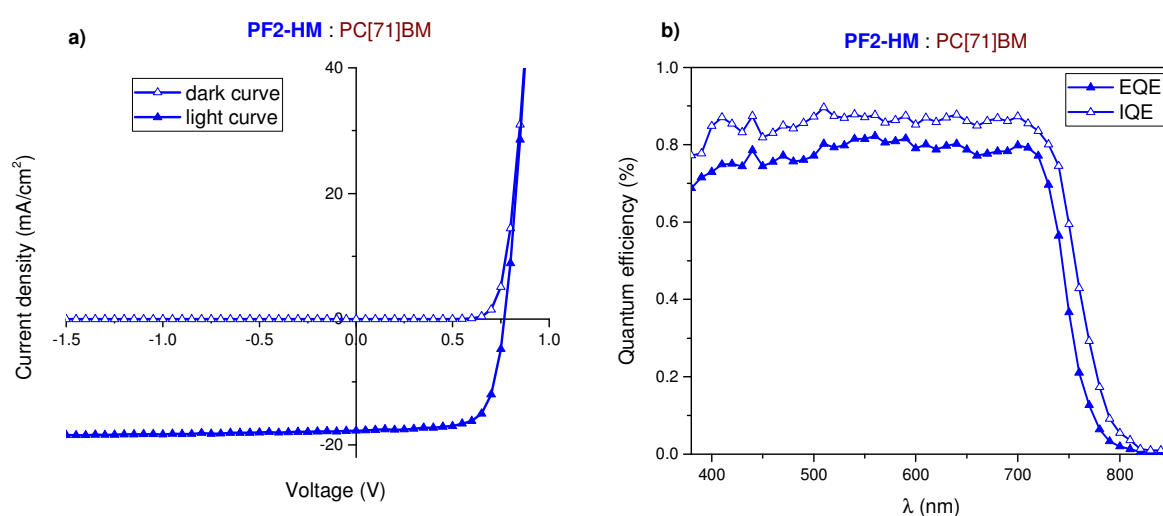 a)
PF2-HM : PC[71]BM
dark curve
light curve
Current density (mA/cm²)
40
20
0
-20
-1.5
-1.0
-0.5
0.0
0.5
1.0
Voltage (V)
b)
PF2-HM : PC[71]BM
EQE
IQE
Quantum efficiency (%)
1.0
0.8
0.6
0.4
0.2
0.0
400
500
600
700
800
λ (nm)